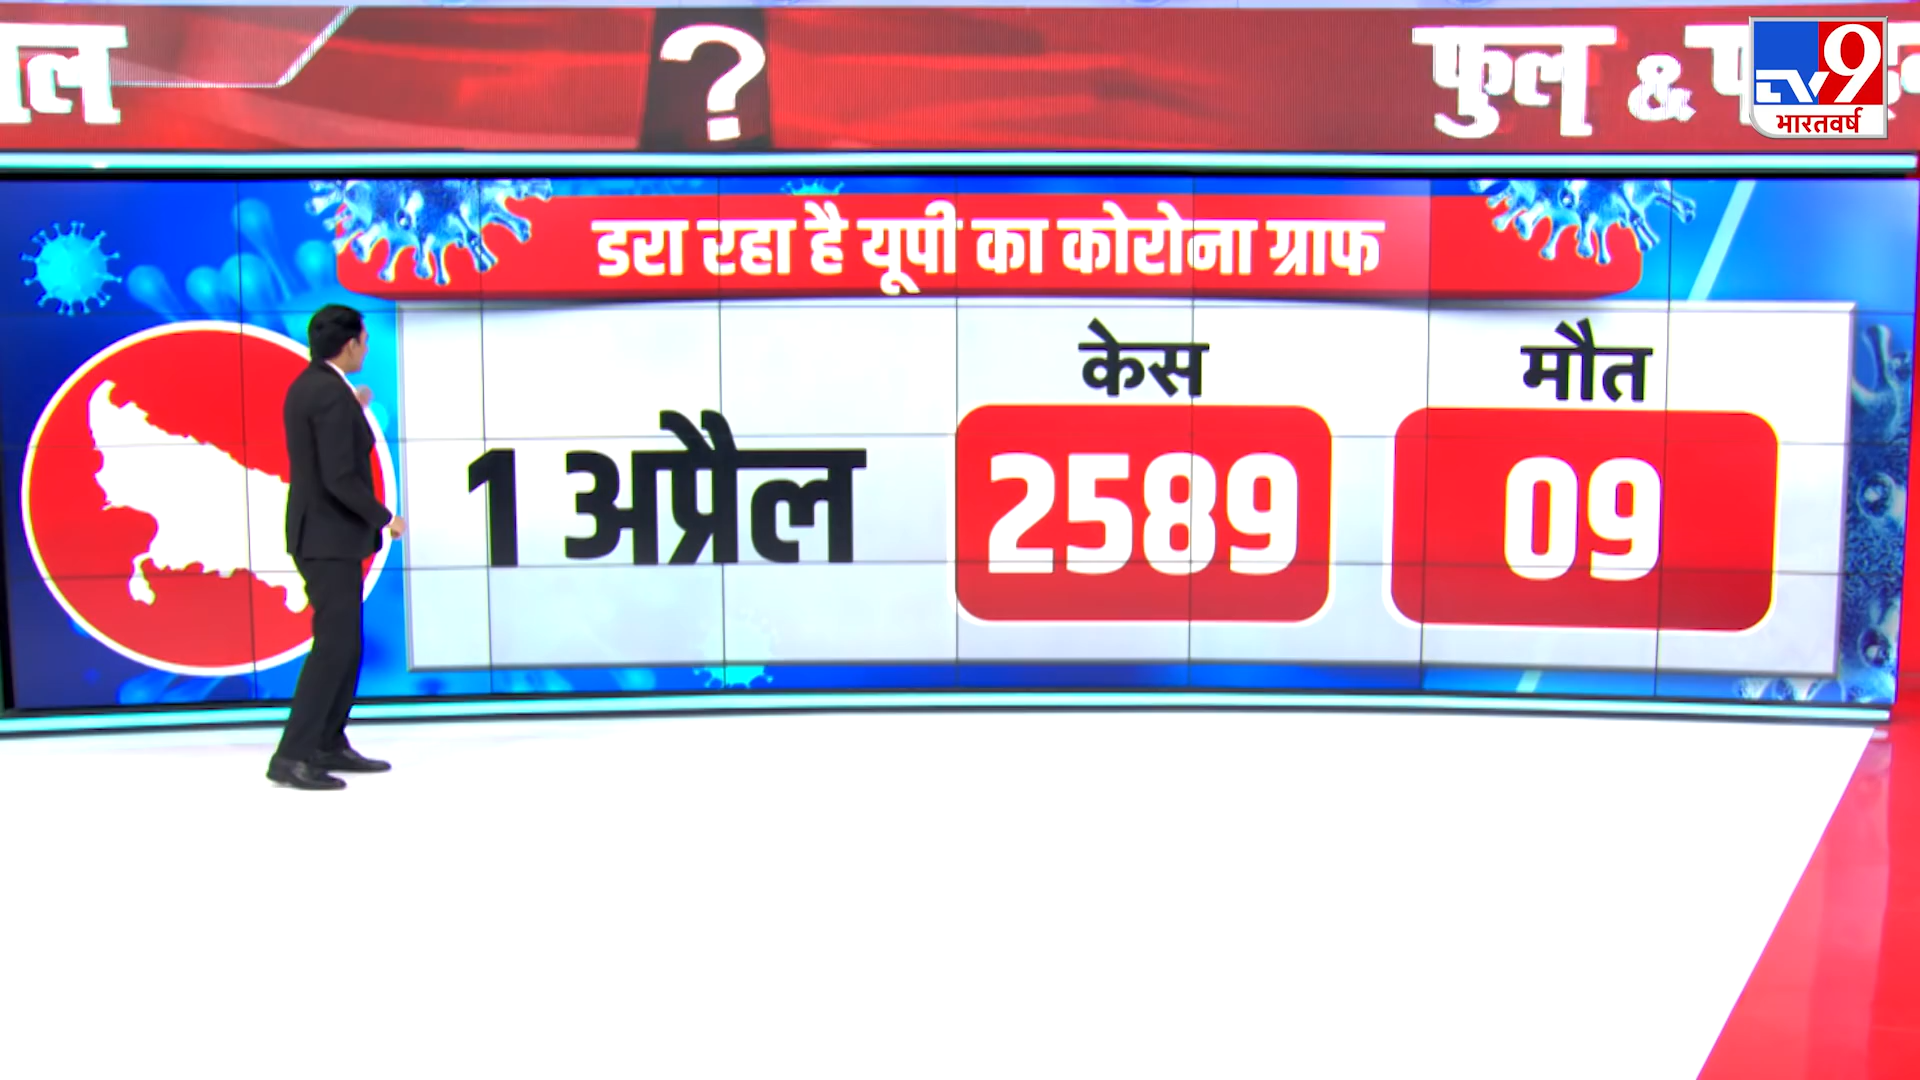 ?
फुल &
TV9
भारतवर्ष
डरा रहा है यूपी का कोरोना ग्राफ
केस
मौत
1 अप्रैल
2589
09